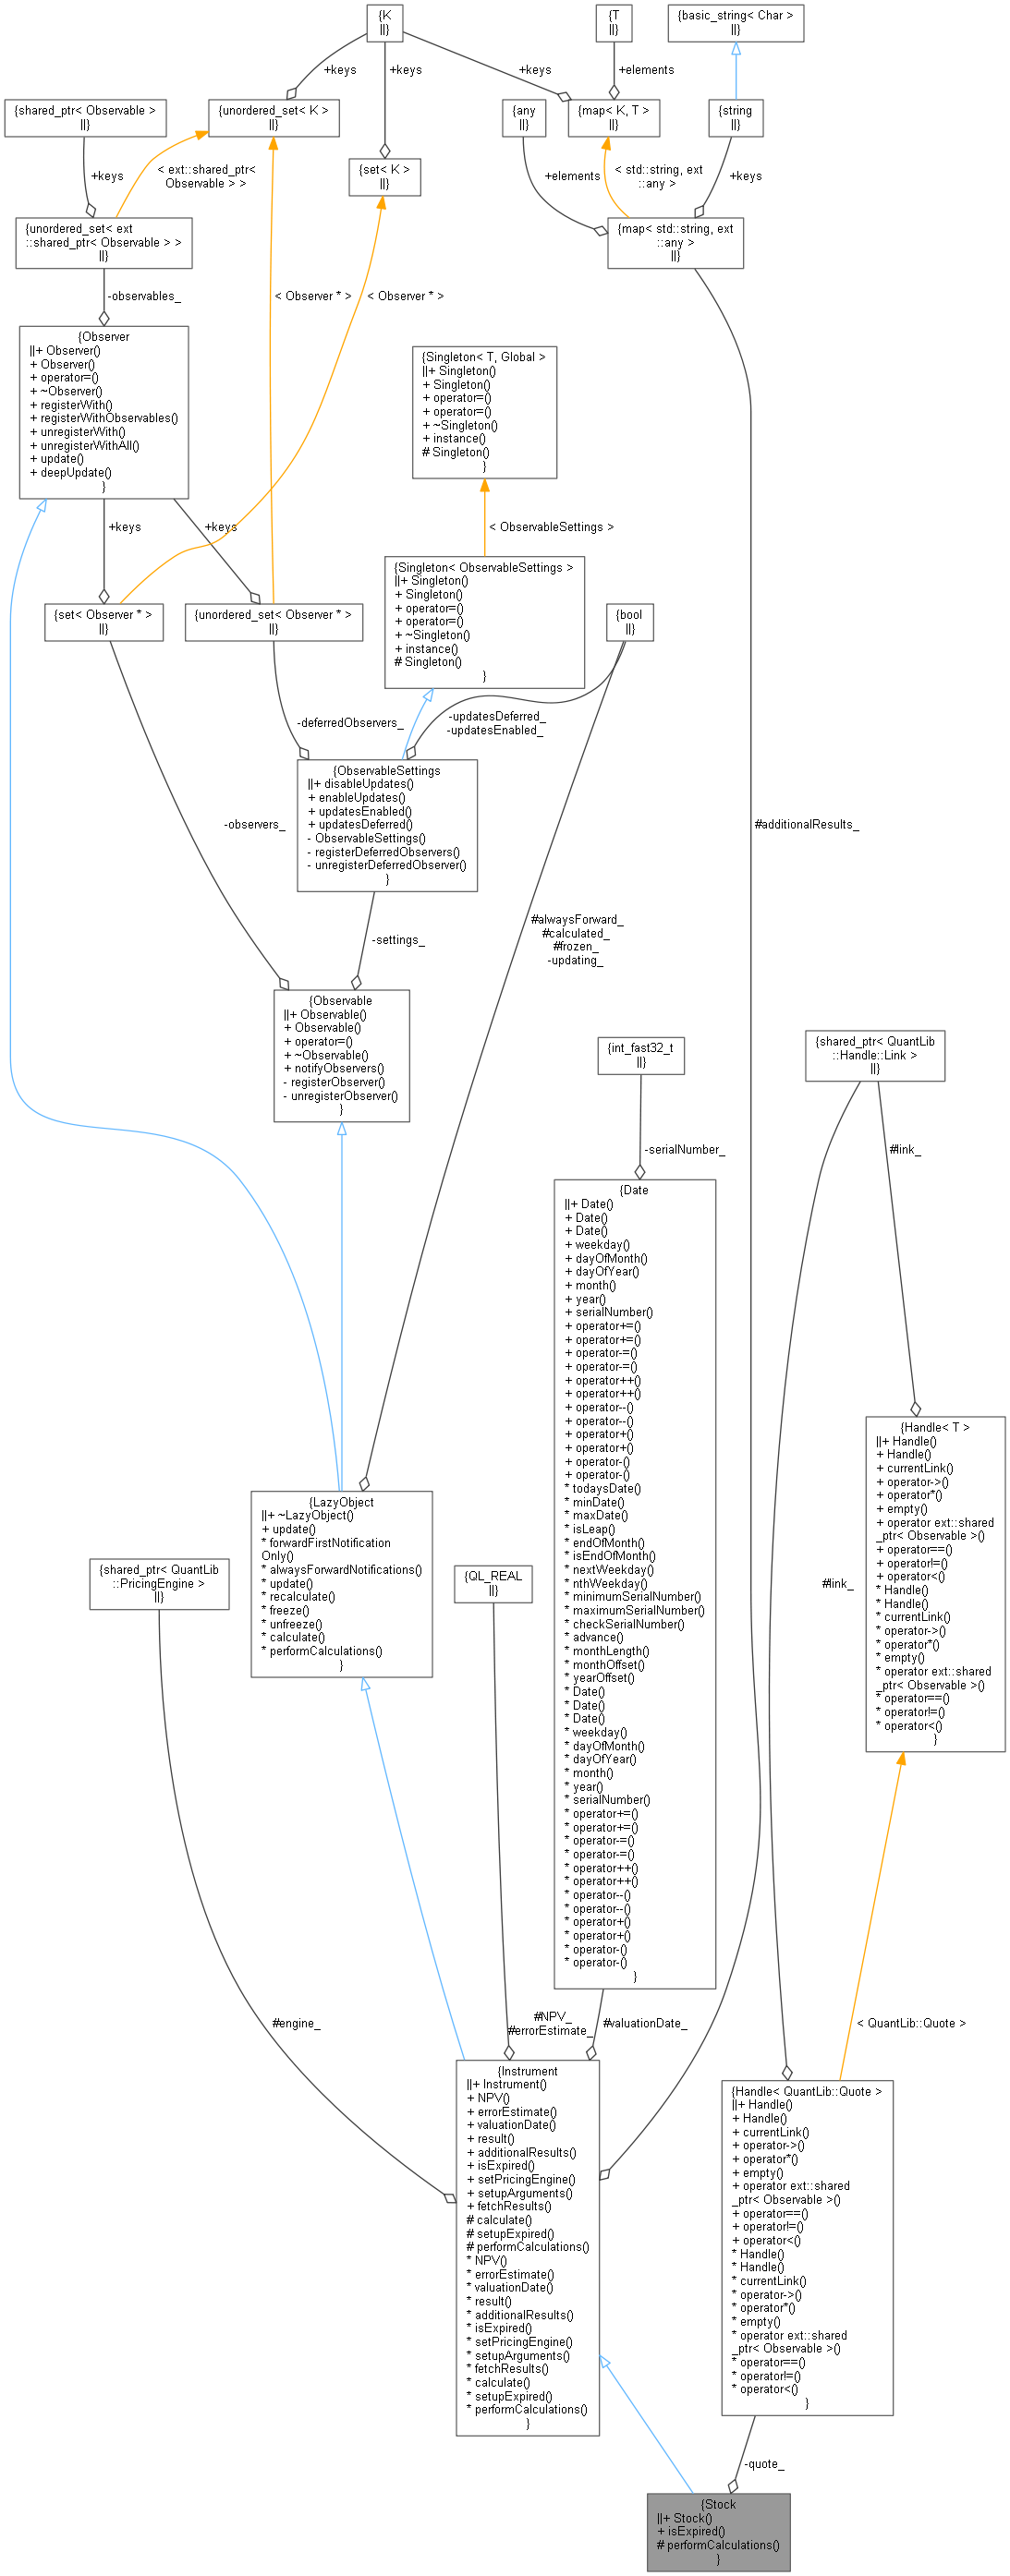 {K
||}
{T
||}
{basic_string< Char >
||}
+keys
+keys
+keys
+elements
{shared_ptr< Observable >
||}
{unordered_set< K >
||}
{any
||}
{map< K, T >
||}
{string
||}
+keys
< ext::shared_ptr<
Observable > >
{set< K >
||}
+elements
< std::string, ext
::any >
+keys
{unordered_set< ext
::shared_ptr< Observable > >
||}
{map< std::string, ext
::any >
||}
-observables_
< Observer * >
< Observer * >
{Observer
||+ Observer()
+ Observer()
+ operator=()
+ ~Observer()
+ registerWith()
+ registerWithObservables()
+ unregisterWith()
+ unregisterWithAll()
+ update()
+ deepUpdate()
}
{Singleton< T, Global >
||+ Singleton()
+ Singleton()
+ operator=()
+ operator=()
+ ~Singleton()
+ instance()
# Singleton()
}
+keys
+keys
< ObservableSettings >
{Singleton< ObservableSettings >
||+ Singleton()
+ Singleton()
+ operator=()
+ operator=()
+ ~Singleton()
+ instance()
# Singleton()
}
{set< Observer * >
||}
{unordered_set< Observer * >
||}
{bool
||}
-deferredObservers_
-updatesDeferred_
-updatesEnabled_
{ObservableSettings
||+ disableUpdates()
+ enableUpdates()
+ updatesEnabled()
+ updatesDeferred()
- ObservableSettings()
- registerDeferredObservers()
- unregisterDeferredObserver()
}
-observers_
#additionalResults_
-settings_
#alwaysForward_
#calculated_
#frozen_
-updating_
{Observable
||+ Observable()
+ Observable()
+ operator=()
+ ~Observable()
+ notifyObservers()
- registerObserver()
- unregisterObserver()
}
{int_fast32_t
||}
{shared_ptr< QuantLib
::Handle::Link >
||}
-serialNumber_
#link_
{Date
||+ Date()
+ Date()
+ Date()
+ weekday()
+ dayOfMonth()
+ dayOfYear()
+ month()
+ year()
+ serialNumber()
+ operator+=()
+ operator+=()
+ operator-=()
+ operator-=()
+ operator++()
+ operator++()
+ operator--()
+ operator--()
+ operator+()
+ operator+()
+ operator-()
+ operator-()
* todaysDate()
* minDate()
* maxDate()
* isLeap()
* endOfMonth()
* isEndOfMonth()
* nextWeekday()
* nthWeekday()
* minimumSerialNumber()
* maximumSerialNumber()
* checkSerialNumber()
* advance()
* monthLength()
* monthOffset()
* yearOffset()
* Date()
* Date()
* Date()
* weekday()
* dayOfMonth()
* dayOfYear()
* month()
* year()
* serialNumber()
* operator+=()
* operator+=()
* operator-=()
* operator-=()
* operator++()
* operator++()
* operator--()
* operator--()
* operator+()
* operator+()
* operator-()
* operator-()
}
{Handle< T >
||+ Handle()
+ Handle()
+ currentLink()
+ operator->()
+ operator*()
+ empty()
+ operator ext::shared
_ptr< Observable >()
+ operator==()
+ operator!=()
+ operator<()
* Handle()
* Handle()
* currentLink()
* operator->()
* operator*()
* empty()
* operator ext::shared
_ptr< Observable >()
* operator==()
* operator!=()
* operator<()
}
#link_
{LazyObject
||+ ~LazyObject()
+ update()
* forwardFirstNotification
Only()
* alwaysForwardNotifications()
* update()
* recalculate()
* freeze()
* unfreeze()
* calculate()
* performCalculations()
}
{shared_ptr< QuantLib
::PricingEngine >
||}
{QL_REAL
||}
#engine_
#NPV_
#errorEstimate_
#valuationDate_
< QuantLib::Quote >
{Instrument
||+ Instrument()
+ NPV()
+ errorEstimate()
+ valuationDate()
+ result()
+ additionalResults()
+ isExpired()
+ setPricingEngine()
+ setupArguments()
+ fetchResults()
# calculate()
# setupExpired()
# performCalculations()
* NPV()
* errorEstimate()
* valuationDate()
* result()
* additionalResults()
* isExpired()
* setPricingEngine()
* setupArguments()
* fetchResults()
* calculate()
* setupExpired()
* performCalculations()
}
{Handle< QuantLib::Quote >
||+ Handle()
+ Handle()
+ currentLink()
+ operator->()
+ operator*()
+ empty()
+ operator ext::shared
_ptr< Observable >()
+ operator==()
+ operator!=()
+ operator<()
* Handle()
* Handle()
* currentLink()
* operator->()
* operator*()
* empty()
* operator ext::shared
_ptr< Observable >()
* operator==()
* operator!=()
* operator<()
}
-quote_
{Stock
||+ Stock()
+ isExpired()
# performCalculations()
}